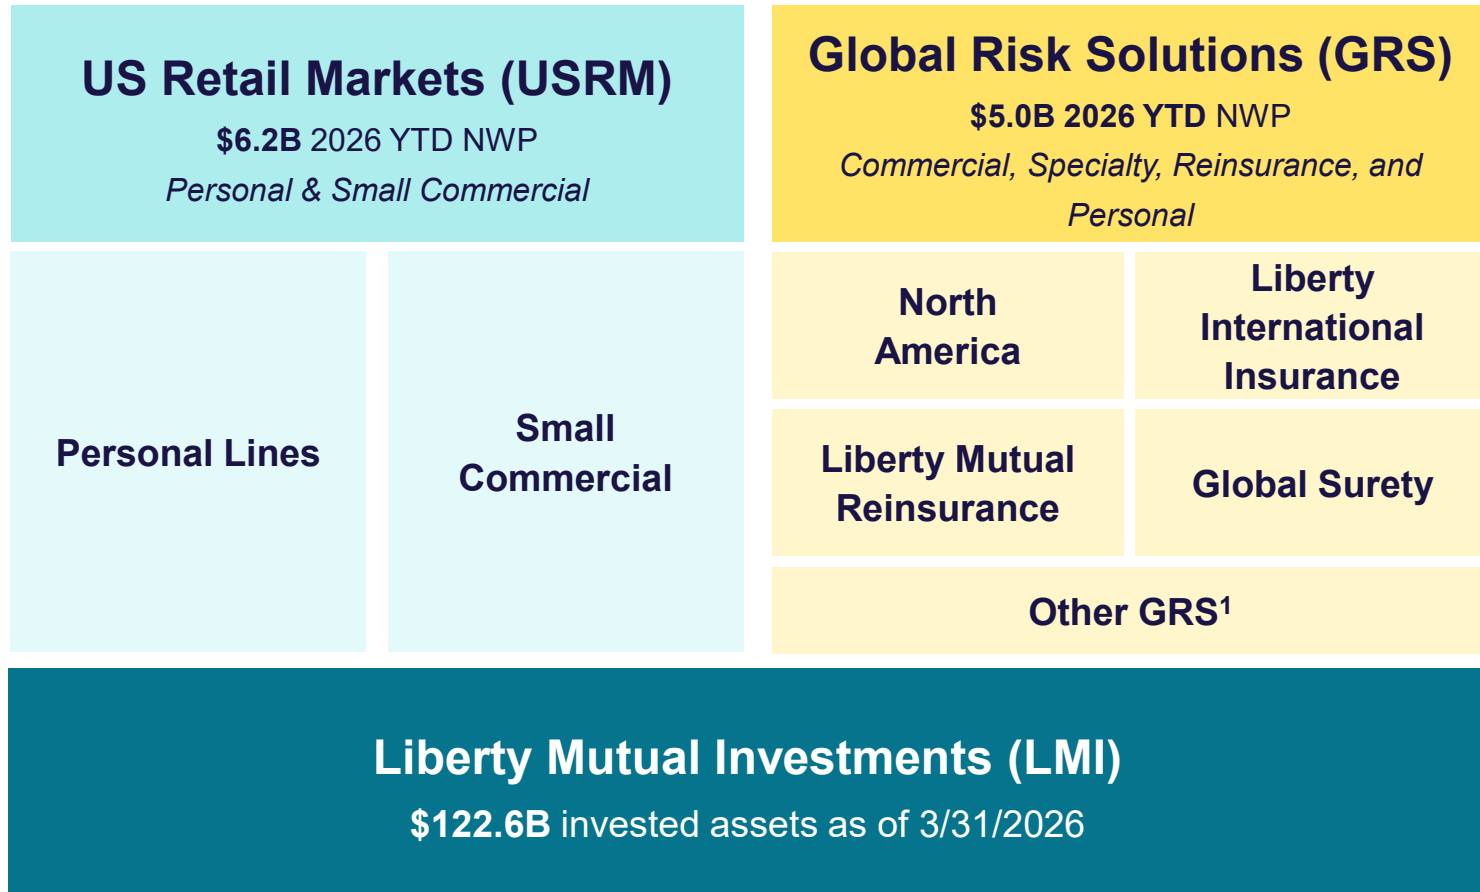 US Retail Markets (USRM)
$6.2B 2026 YTD NWP
Personal & Small Commercial
Global Risk Solutions (GRS)
$5.0B 2026 YTD NWP
Commercial, Specialty, Reinsurance, and
Personal
Personal Lines
Small
Commercial
North
America
Liberty
International
Insurance
Liberty Mutual
Reinsurance
Global Surety
Other GRS¹
Liberty Mutual Investments (LMI)
$122.6B invested assets as of 3/31/2026